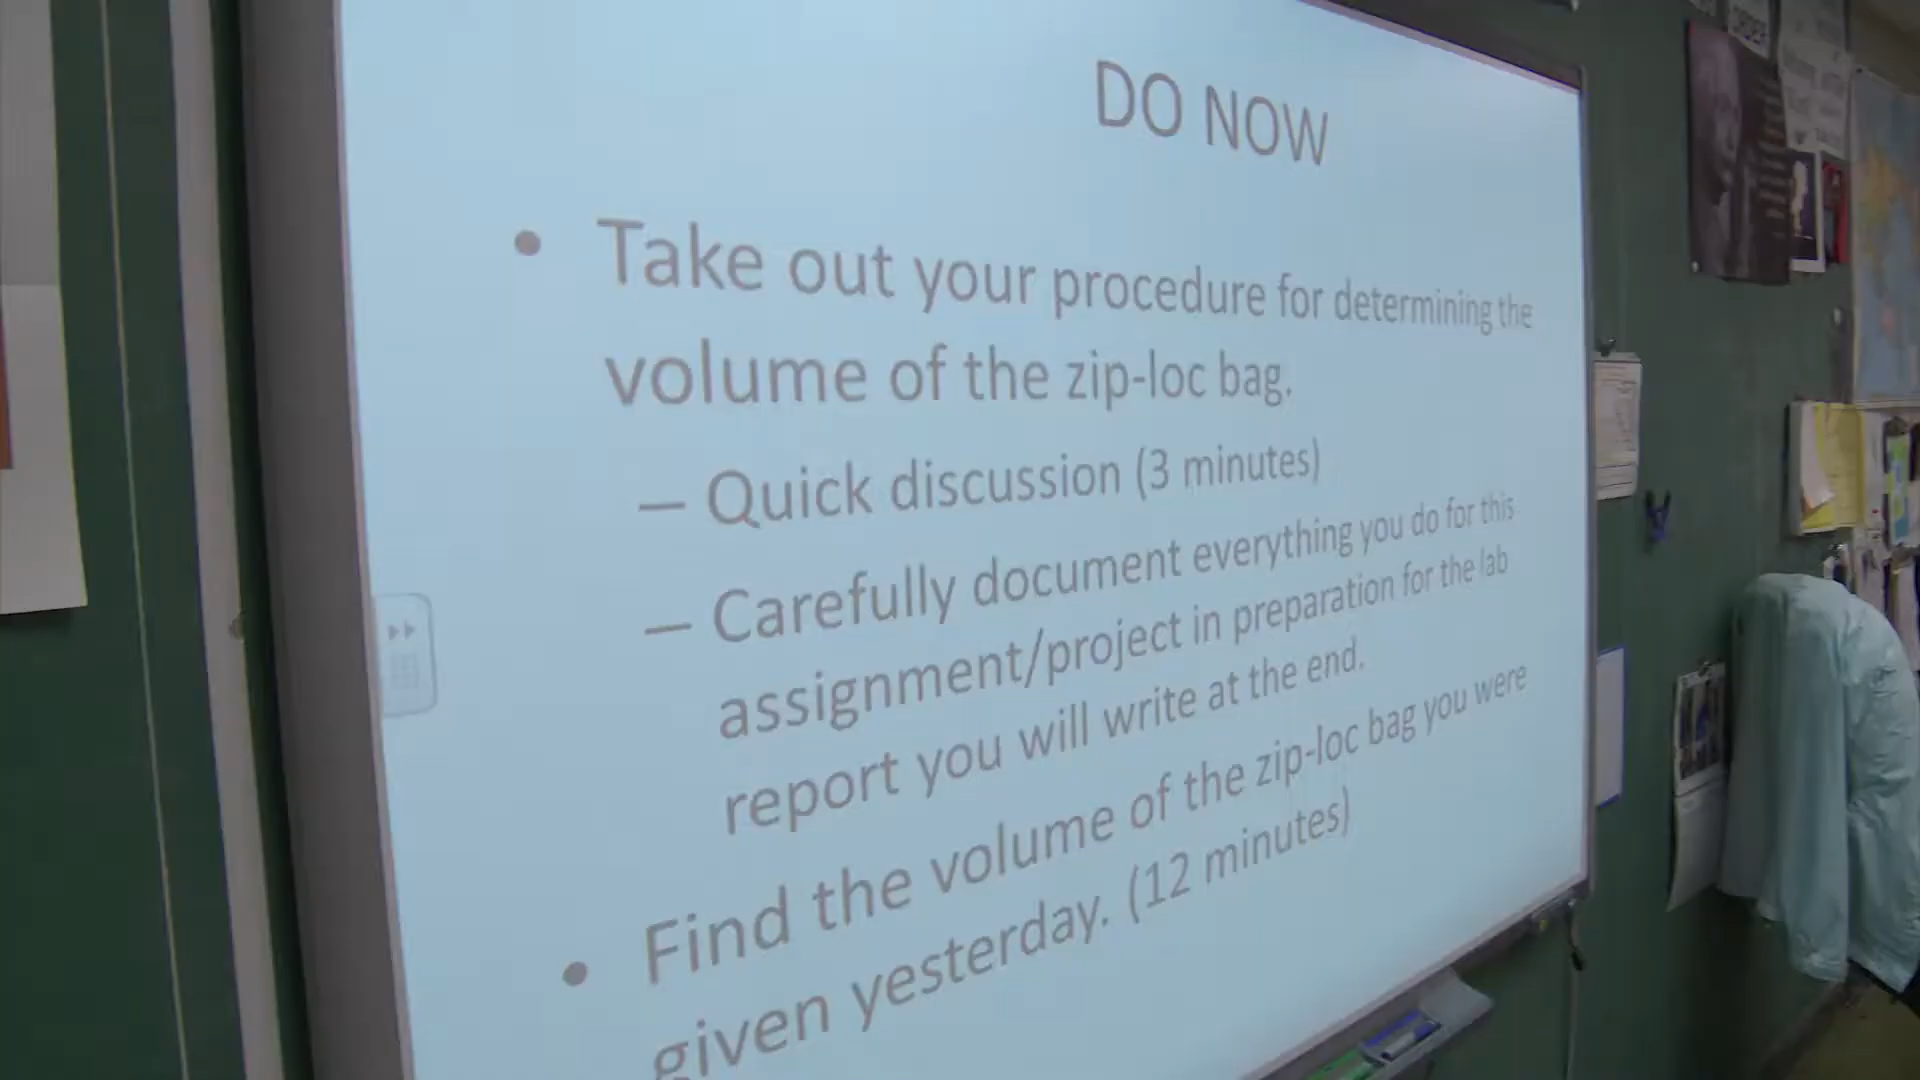 DO NOW
• Take out your procedure for determining the
volume of the zip-loc bag.
— Quick discussion (3 minutes)
— Carefully document everything you do for this
assignment/project in preparation for the lab
report you will write at the end.
• Find the volume of the zip-loc bag you were
given yesterday. (12 minutes)